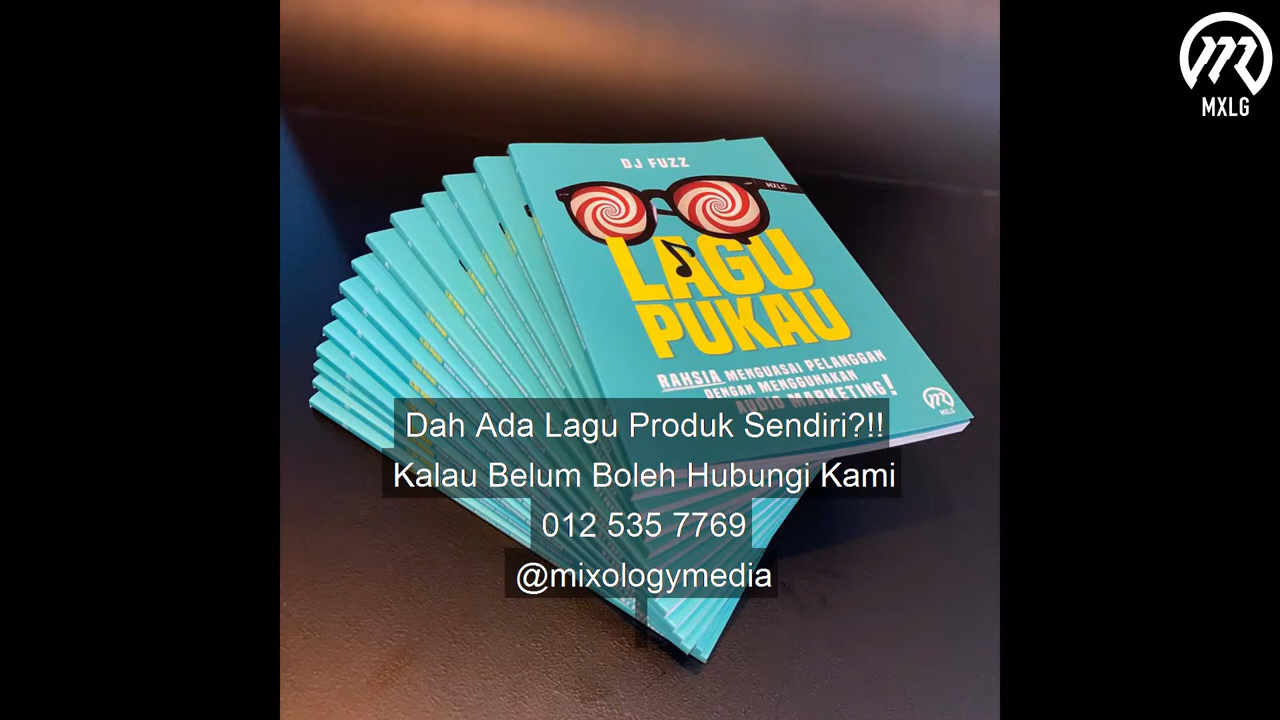 MXLG
DJ FUZZ
MXLG
LAGU
PUKAU
RAHSIA MENGUASAI PELANGGAN
DENGAN MENGGUNAKAN
AUDIO MARKETING!
MXLG
Dah Ada Lagu Produk Sendiri?!!
Kalau Belum Boleh Hubungi Kami
012 535 7769
@mixologymedia